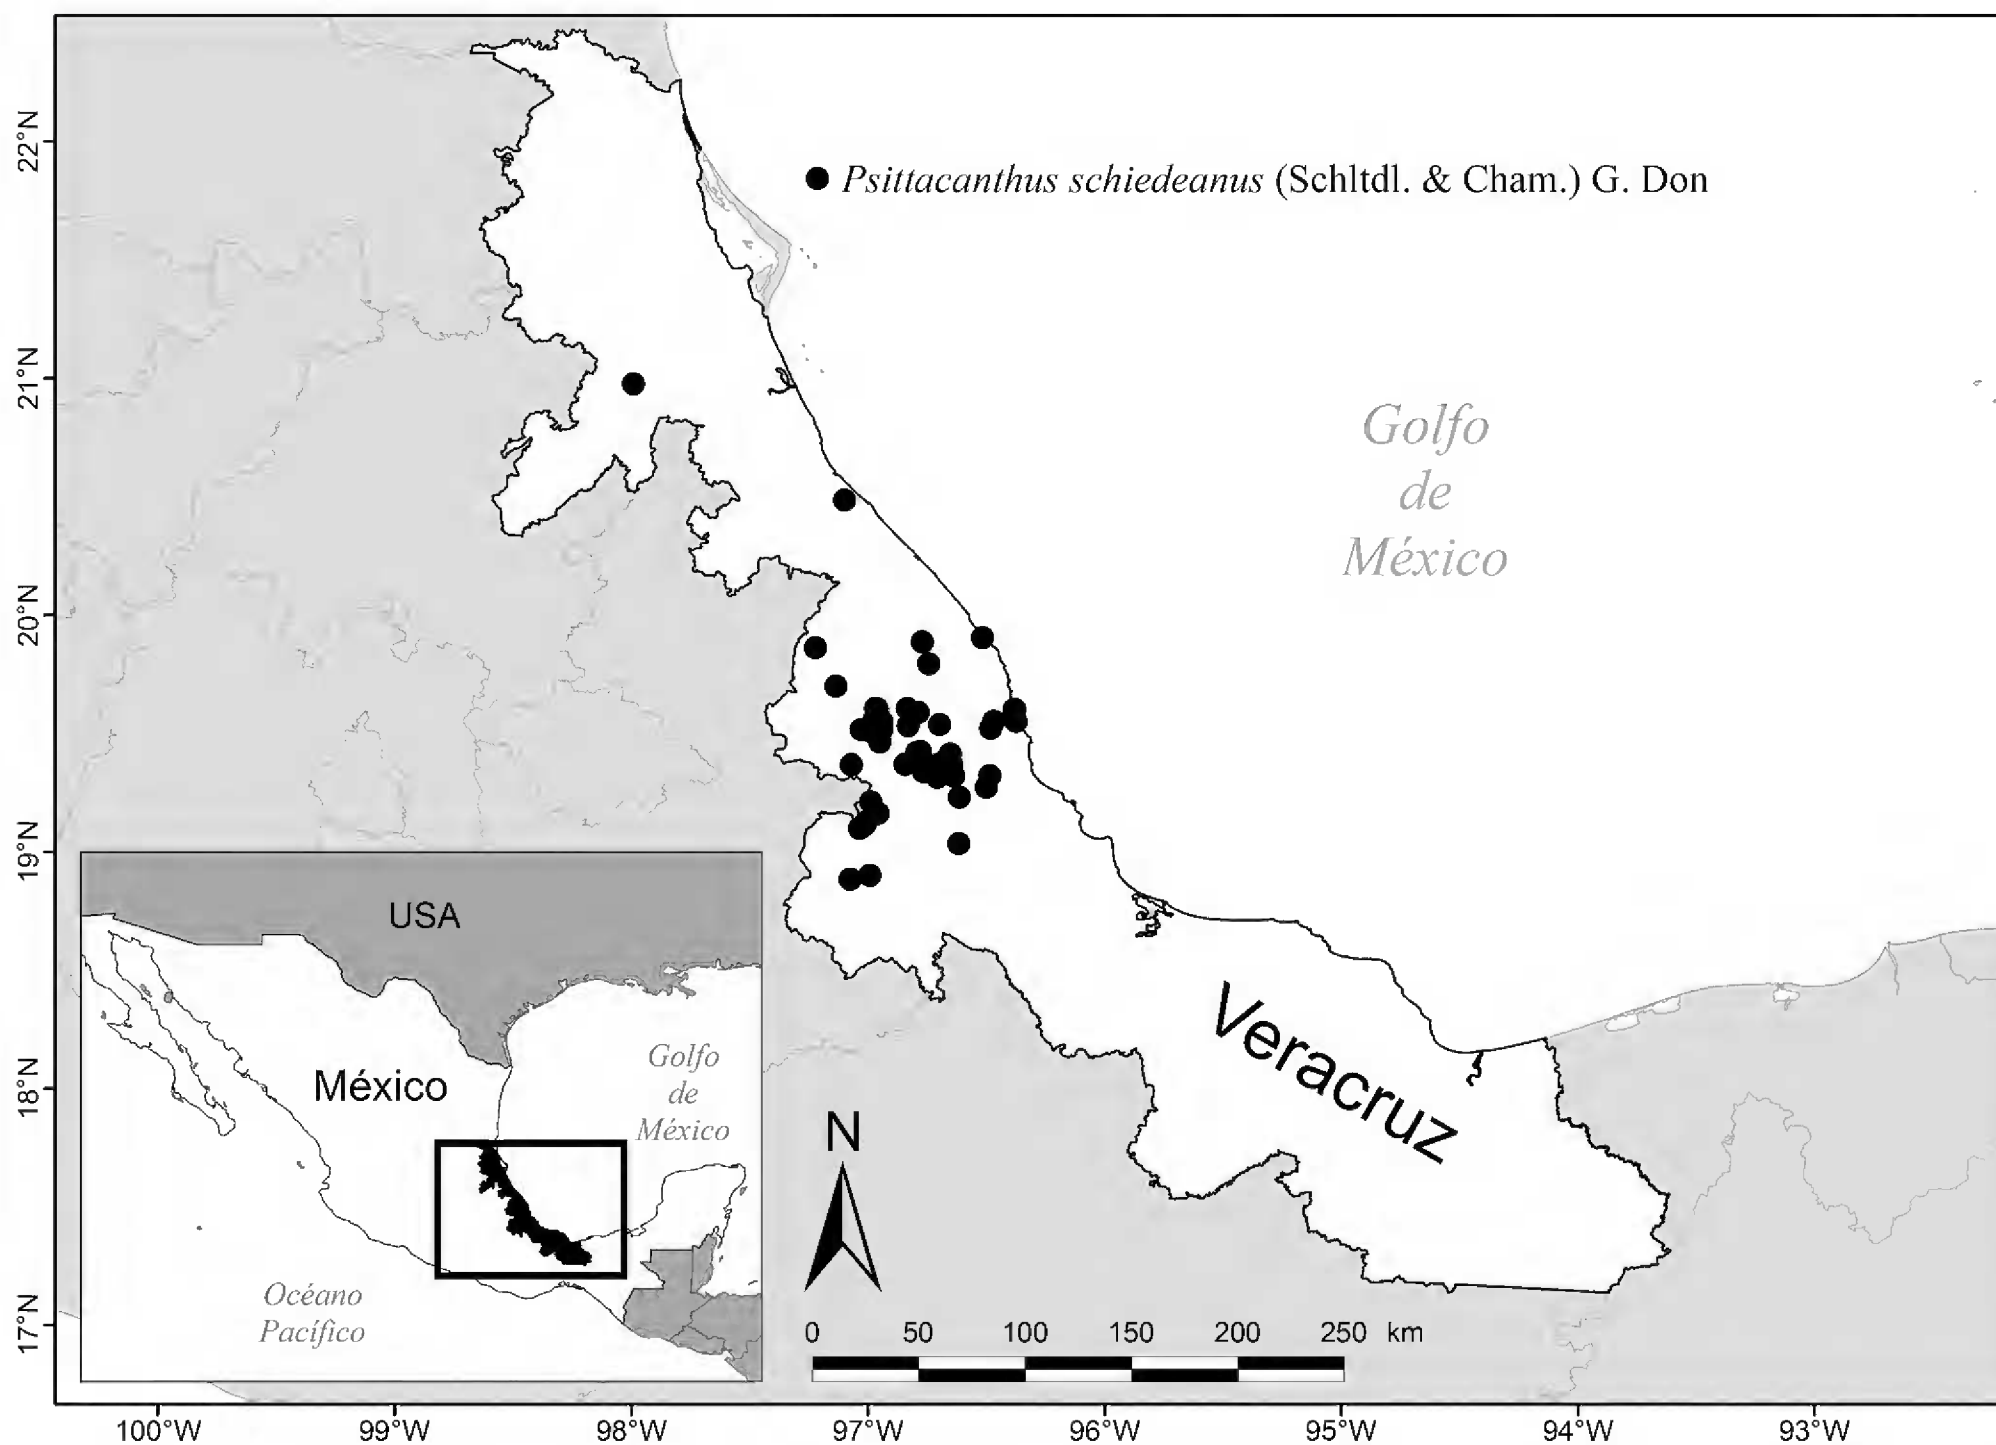 22°N
21°N
20°N
19°N
18°N
17°N
Psittacanthus schiedeanus (Schltdl. & Cham.) G. Don
Golfo
de
México
Veracruz
USA
México
Golfo
de
México
Océano
Pacífico
N
0 50 100 150 200 250 km
100°W 99°W 98°W 97°W 96°W 95°W 94°W 93°W